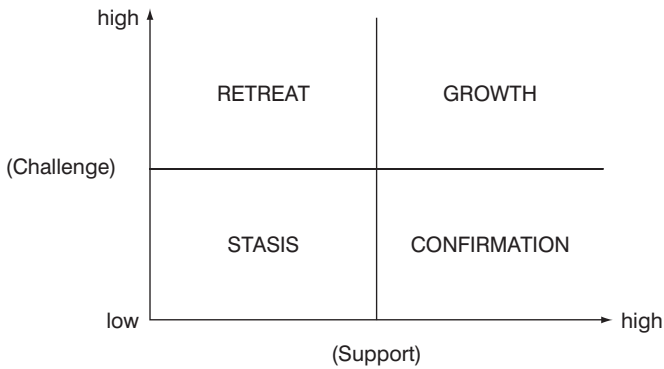 high
RETREAT GROWTH
(Challenge)
STASIS CONFIRMATION
low high
(Support)